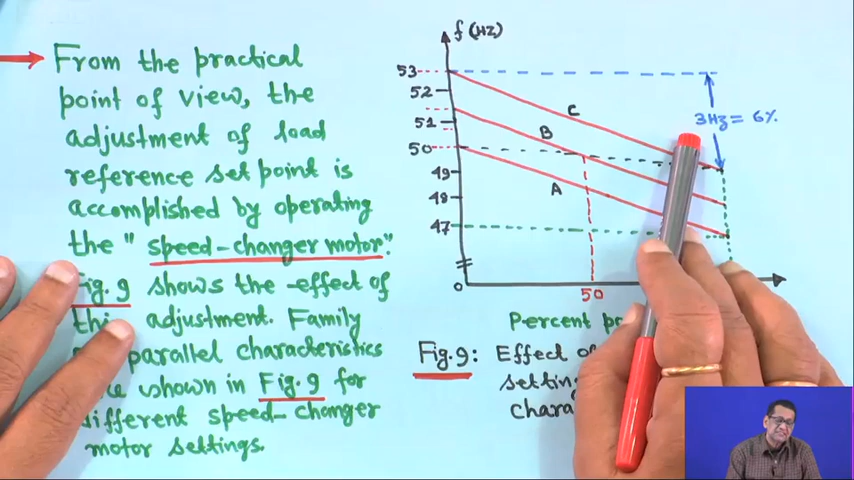 From the practical
point of view, the
adjustment of load
reference set point is
accomplished by operating
the "speed-changer motor".
Fig.9 shows the effect of
adjustment. Family
parallel characteristics
shown in Fig.9 for
different speed-changer
motor settings.
f (HZ)
53
52
51
50
49
48
47
0
C
B
A
3Hz = 6%
50
Percent
Fig.9: Effect of